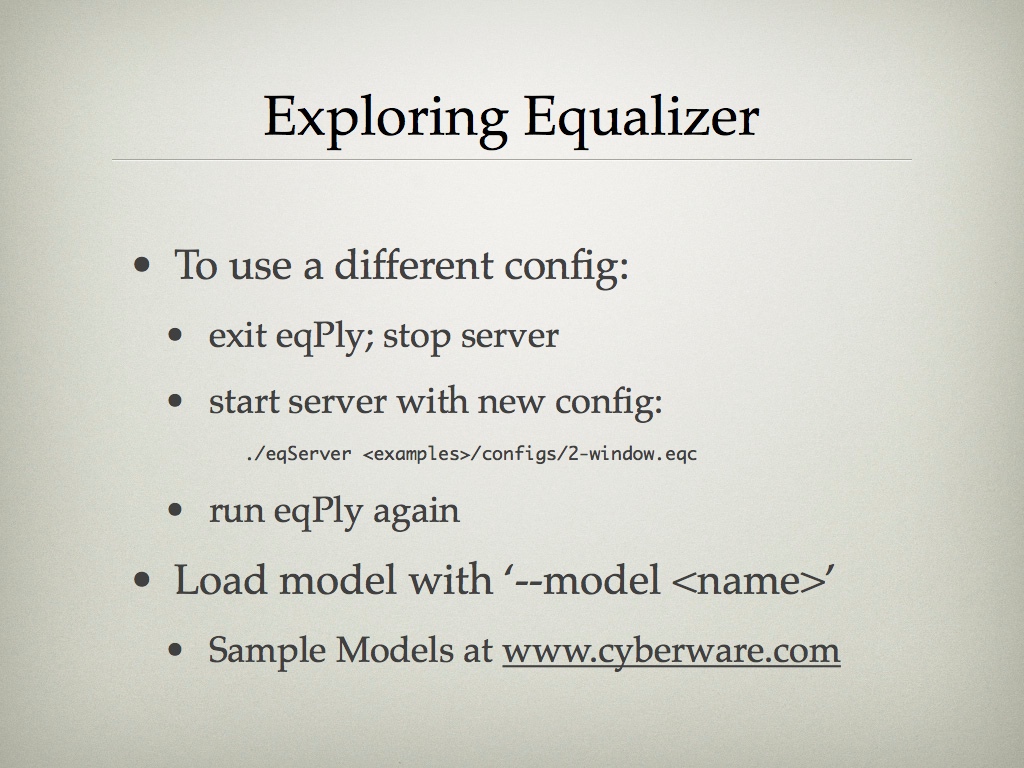 Exploring Equalizer
• To use a different config:
• exit eqPly; stop server
• start server with new config:
./eqServer <examples>/configs/2-window.eqc
• run eqPly again
• Load model with ‘--model <name>’
• Sample Models at www.cyberware.com